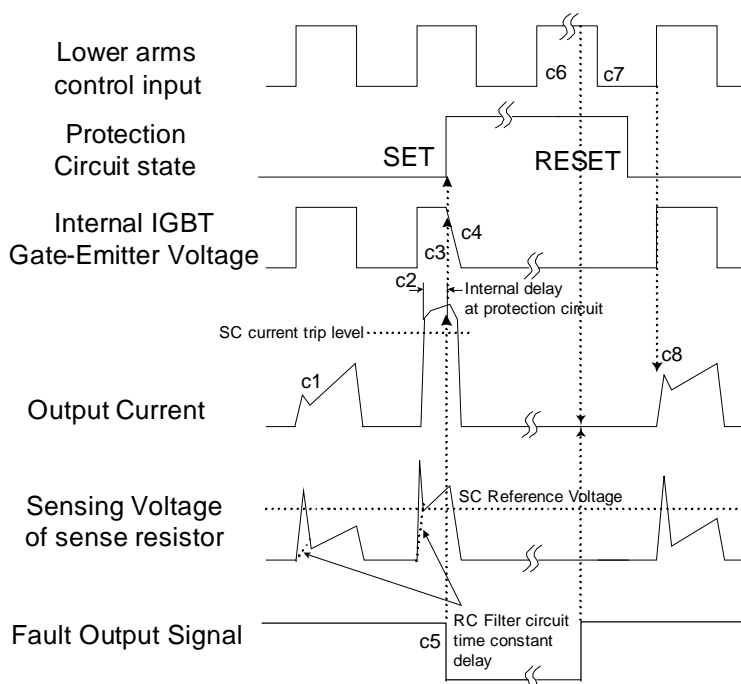 Lower arms
control input
c6
c7
Protection
Circuit state
SET
RESET
Internal IGBT
Gate-Emitter Voltage
c3
c4
c2
Internal delay
at protection circuit
SC current trip level
c1
c8
Output Current
SC Reference Voltage
Sensing Voltage
of sense resistor
Fault Output Signal
c5
RC Filter circuit
time constant
delay